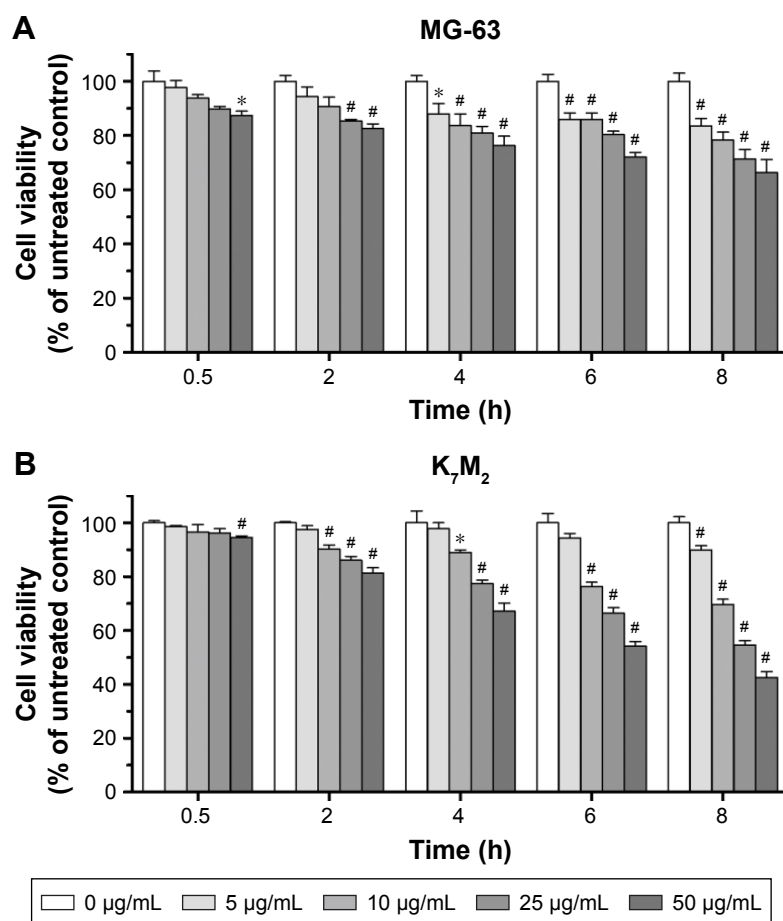 A
MG-63
Cell viability
(% of untreated control)
100
80
60
40
20
0
*
# #
* # # #
# # # #
# # # #
0.5 2 4 6 8
Time (h)
B
K₇M₂
Cell viability
(% of untreated control)
100
80
60
40
20
0
#
# # #
* # #
# # #
# # # #
0.5 2 4 6 8
Time (h)
0 µg/mL 5 µg/mL 10 µg/mL 25 µg/mL 50 µg/mL